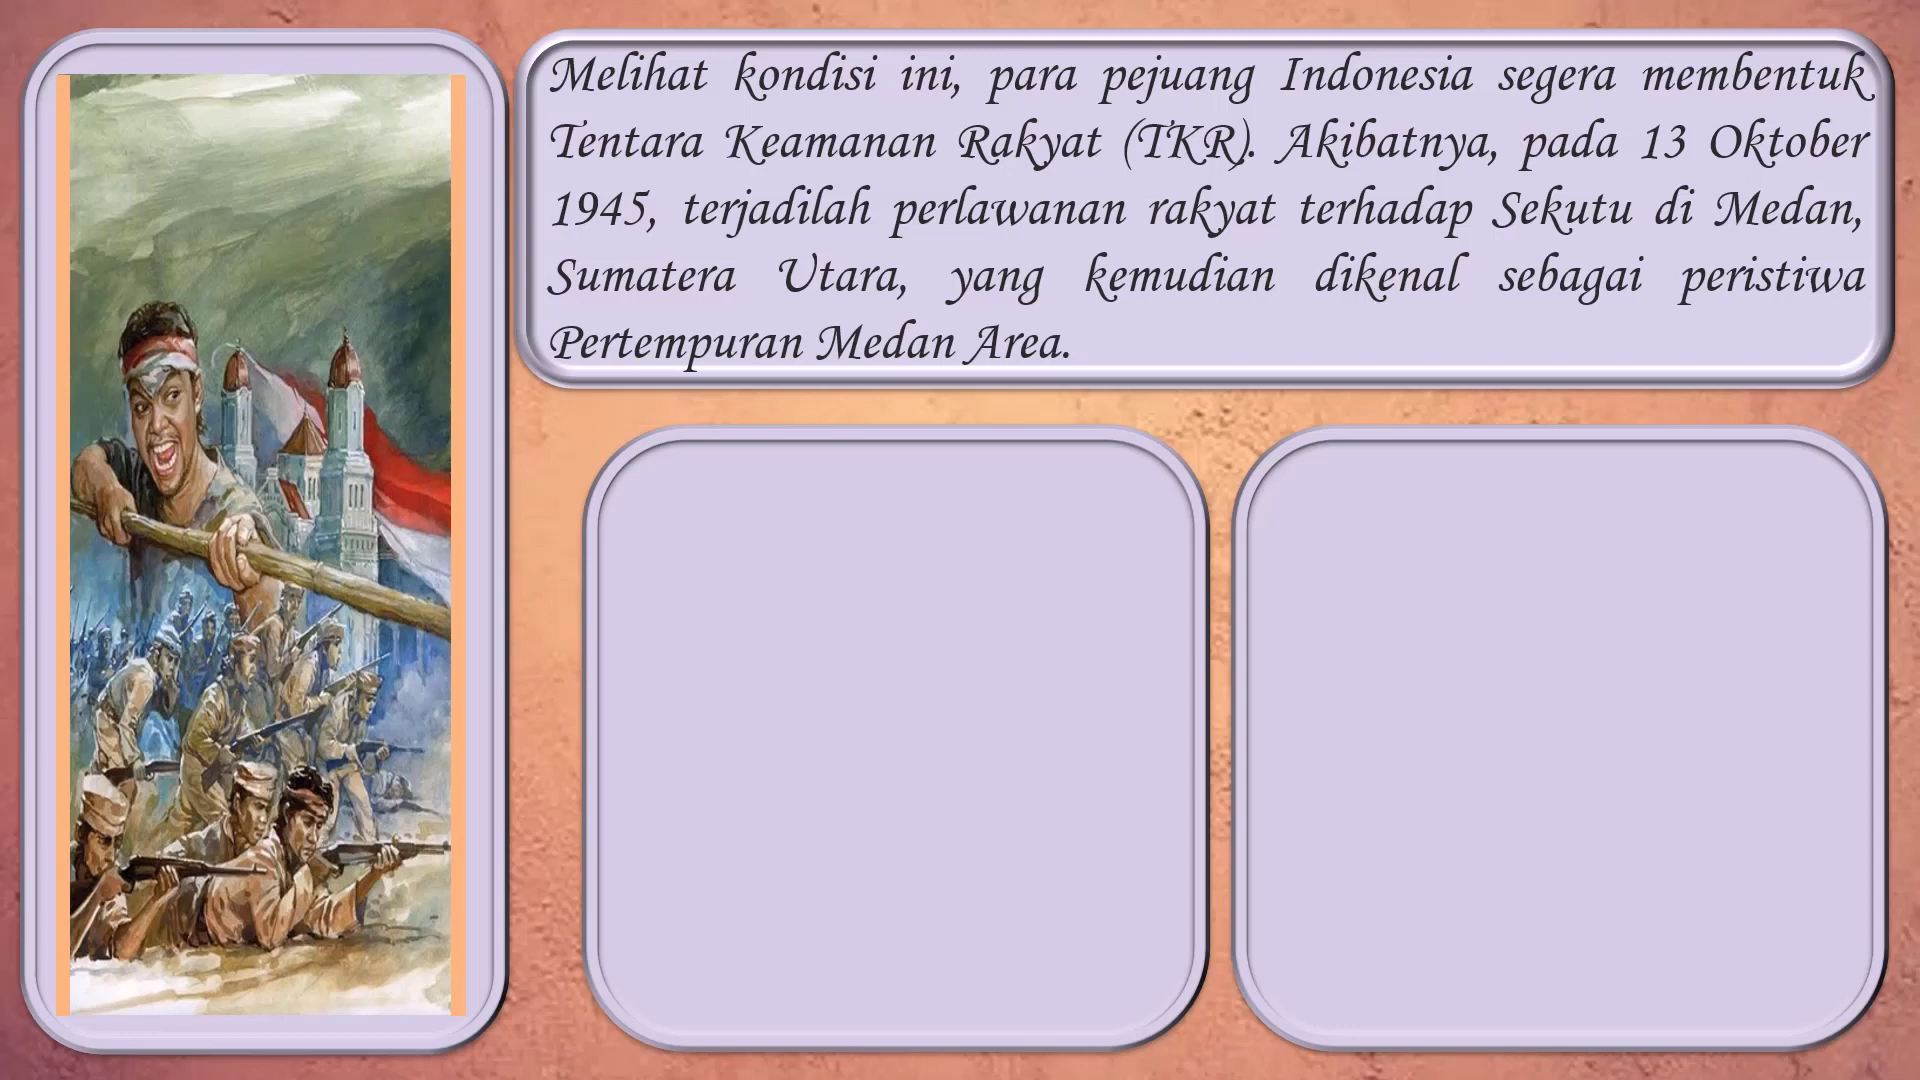 Melihat kondisi ini, para pejuang Indonesia segera membentuk
Tentara Keamanan Rakyat (TKR). Akibatnya, pada 13 Oktober
1945, terjadilah perlawanan rakyat terhadap Sekutu di Medan,
Sumatera Utara, yang kemudian dikenal sebagai peristiwa
Pertempuran Medan Area.